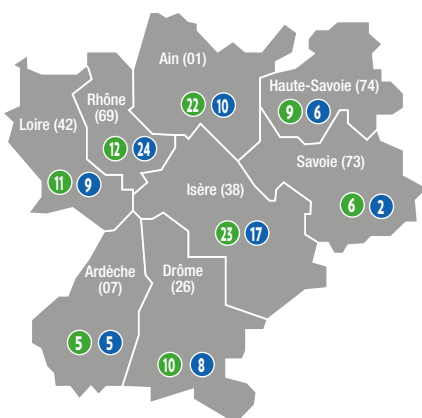 Ain (01)
22 10
Haute-Savoie (74)
9 6
Rhône
(69)
12 24
Loire (42)
11 9
Savoie (73)
6 2
Isère (38)
23 17
Ardèche
(07)
5 5
Drôme
(26)
10 8